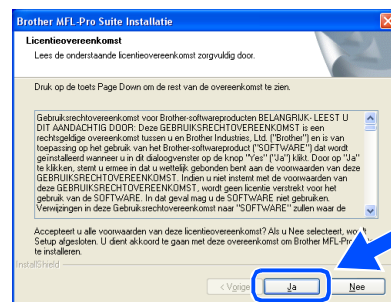 Brother MFL-Pro Suite Installatie
Licentieovereenkomst
Lees de onderstaande licentieovereenkomst zorgvuldig door.
Druk op de toets Page Down om de rest van de overeenkomst te zien.
Gebruiksrechtovereenkomst voor Brother-softwareproducten BELANGRIJK- LEEST U
DIT AANDACHTIG DOOR: Deze GEBRUIKSRECHTOVEREENKOMST is een
rechtsgeldige overeenkomst tussen u en Brother Industries, Ltd. ("Brother") en is van
toepassing op het gebruik van het Brother-softwareproduct ("SOFTWARE") dat wordt
geïnstalleerd wanneer u in dit dialoogvenster op de knop "Yes" ("Ja") klikt. Door op "Ja"
te klikken, stemt u ermee in dat u wettelijk gebonden bent aan de voorwaarden van deze
GEBRUIKSRECHTOVEREENKOMST. Indien u niet instemt met de voorwaarden van
deze GEBRUIKSRECHTOVEREENKOMST, wordt geen licentie verstrekt voor het
gebruik van de SOFTWARE. In dat geval mag u de SOFTWARE niet gebruiken.
Verwijzingen in deze Gebruiksrechtovereenkomst naar "SOFTWARE" zullen waar de
Accepteert u alle voorwaarden van deze licentieovereenkomst? Als u Nee selecteert, wordt
Setup afgesloten. U dient akkoord te gaan met deze overeenkomst om Brother MFL-Pro
te installeren.
InstallShield
< Vorige
Ja
Nee